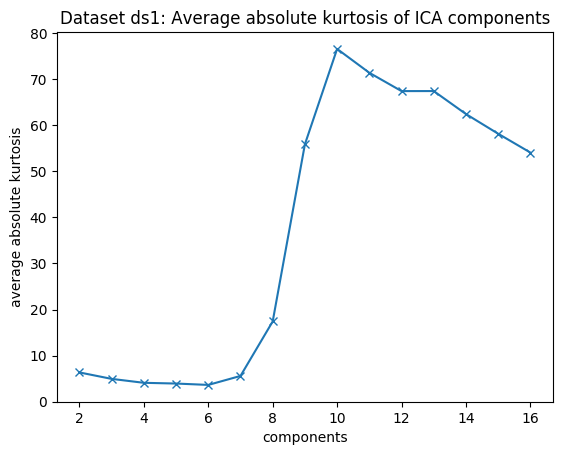 Dataset ds1: Average absolute kurtosis of ICA components
80
70
60
50
40
30
20
10
0
average absolute kurtosis
2 4 6 8 10 12 14 16
components